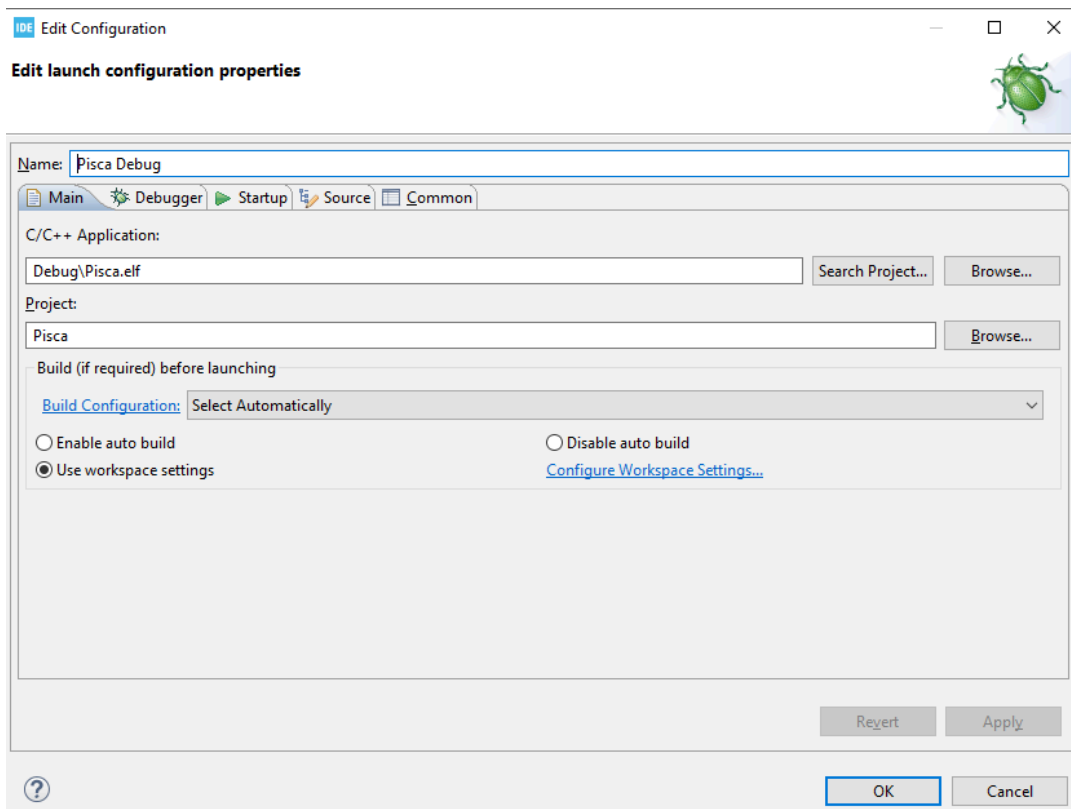 IDE Edit Configuration
Edit launch configuration properties
Name: Pisca Debug
Main Debugger Startup Source Common
C/C++ Application:
Debug\Pisca.elf Search Project... Browse...
Project:
Pisca Browse...
Build (if required) before launching
Build Configuration: Select Automatically
Enable auto build Disable auto build
Use workspace settings Configure Workspace Settings...
Revert Apply
? OK Cancel